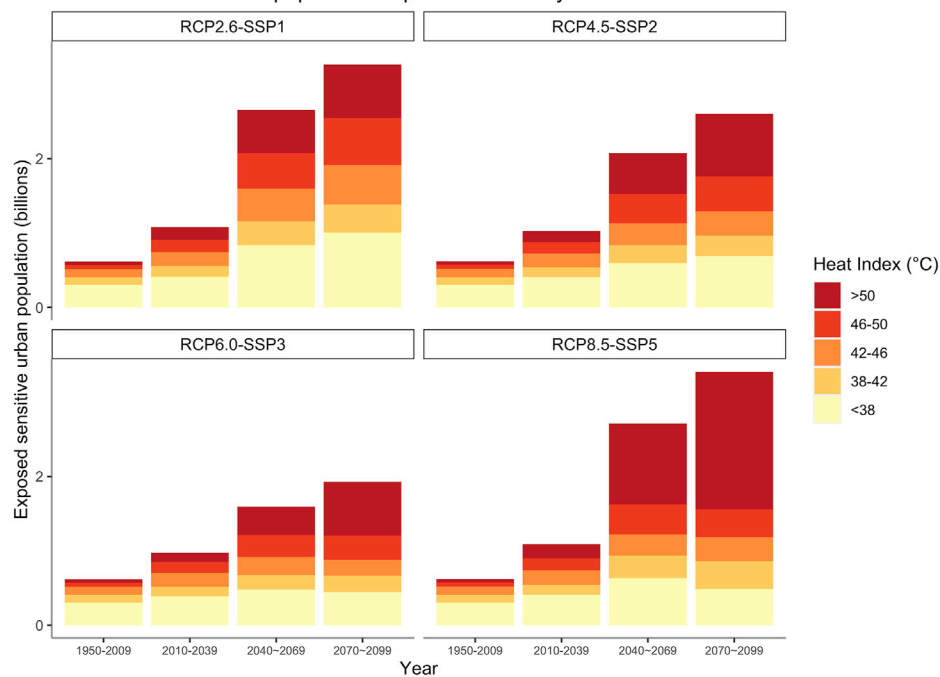 RCP2.6-SSP1
RCP4.5-SSP2
2
0
RCP6.0-SSP3
RCP8.5-SSP5
2
0
Exposed sensitive urban population (billions)
1950-2009
2010-2039
2040~2069
2070~2099
1950-2009
2010-2039
2040~2069
2070~2099
Year
Heat Index (°C)
>50
46-50
42-46
38-42
<38